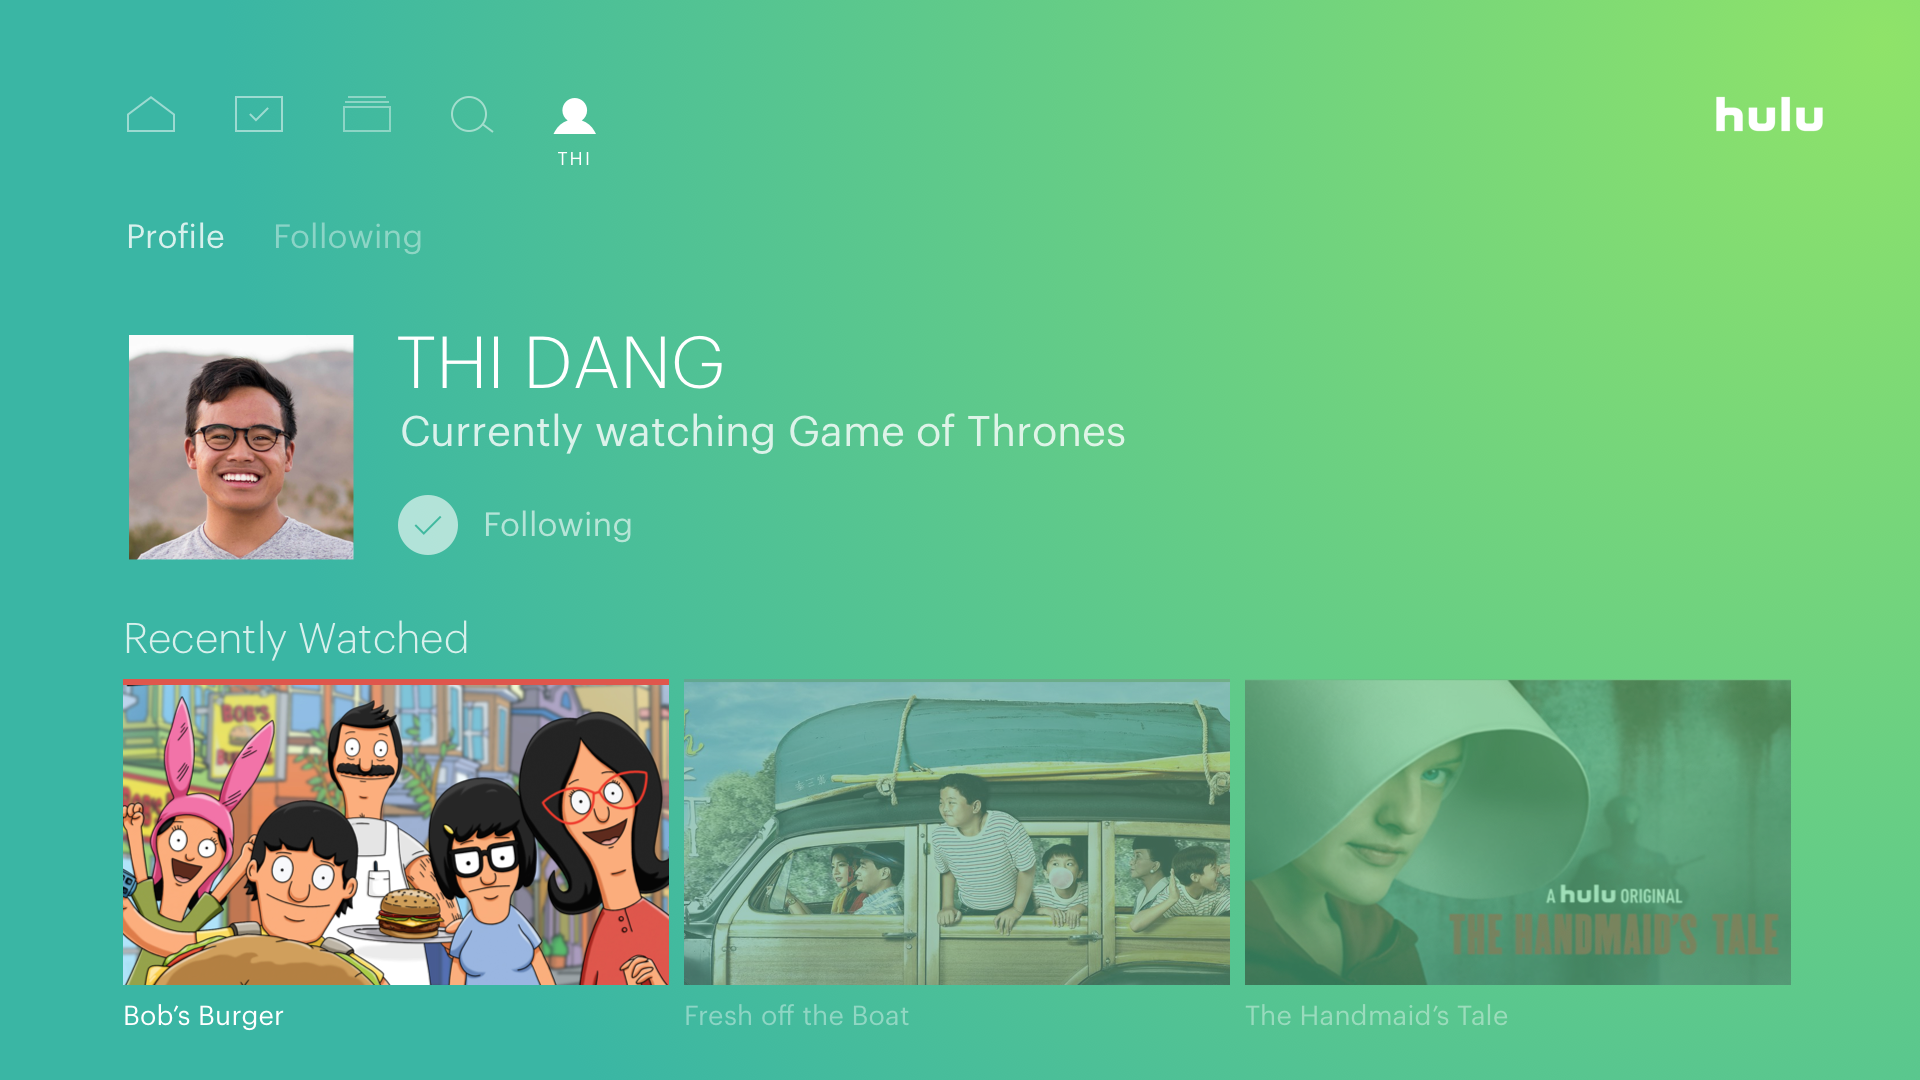 hulu
THI
Profile Following
THI DANG
Currently watching Game of Thrones
Following
Recently Watched
BOB'S
A hulu ORIGINAL
THE HANDMAID'S TALE
Bob’s Burger
Fresh off the Boat
The Handmaid’s Tale